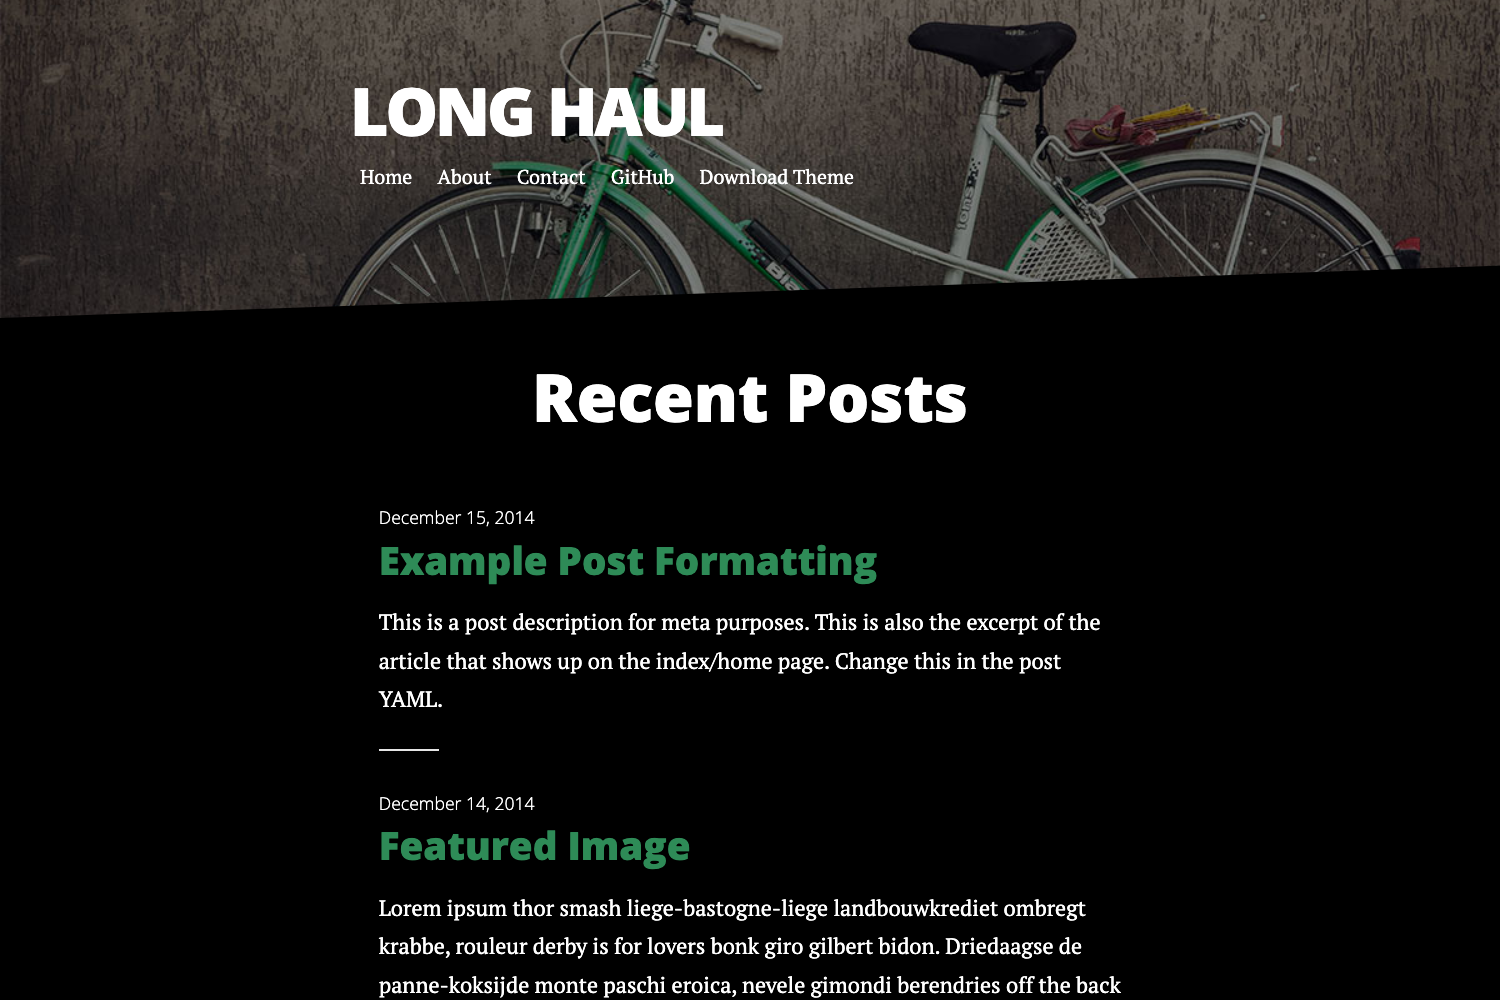 LONG HAUL
Home About Contact GitHub Download Theme
Recent Posts
December 15, 2014
Example Post Formatting
This is a post description for meta purposes. This is also the excerpt of the
article that shows up on the index/home page. Change this in the post
YAML.
December 14, 2014
Featured Image
Lorem ipsum thor smash liege-bastogne-liege landbouwkrediet ombregt
krabbe, rouleur derby is for lovers bonk giro gilbert bidon. Driedaagse de
panne-koksijde monte paschi eroica, nevele gimondi berendries off the back